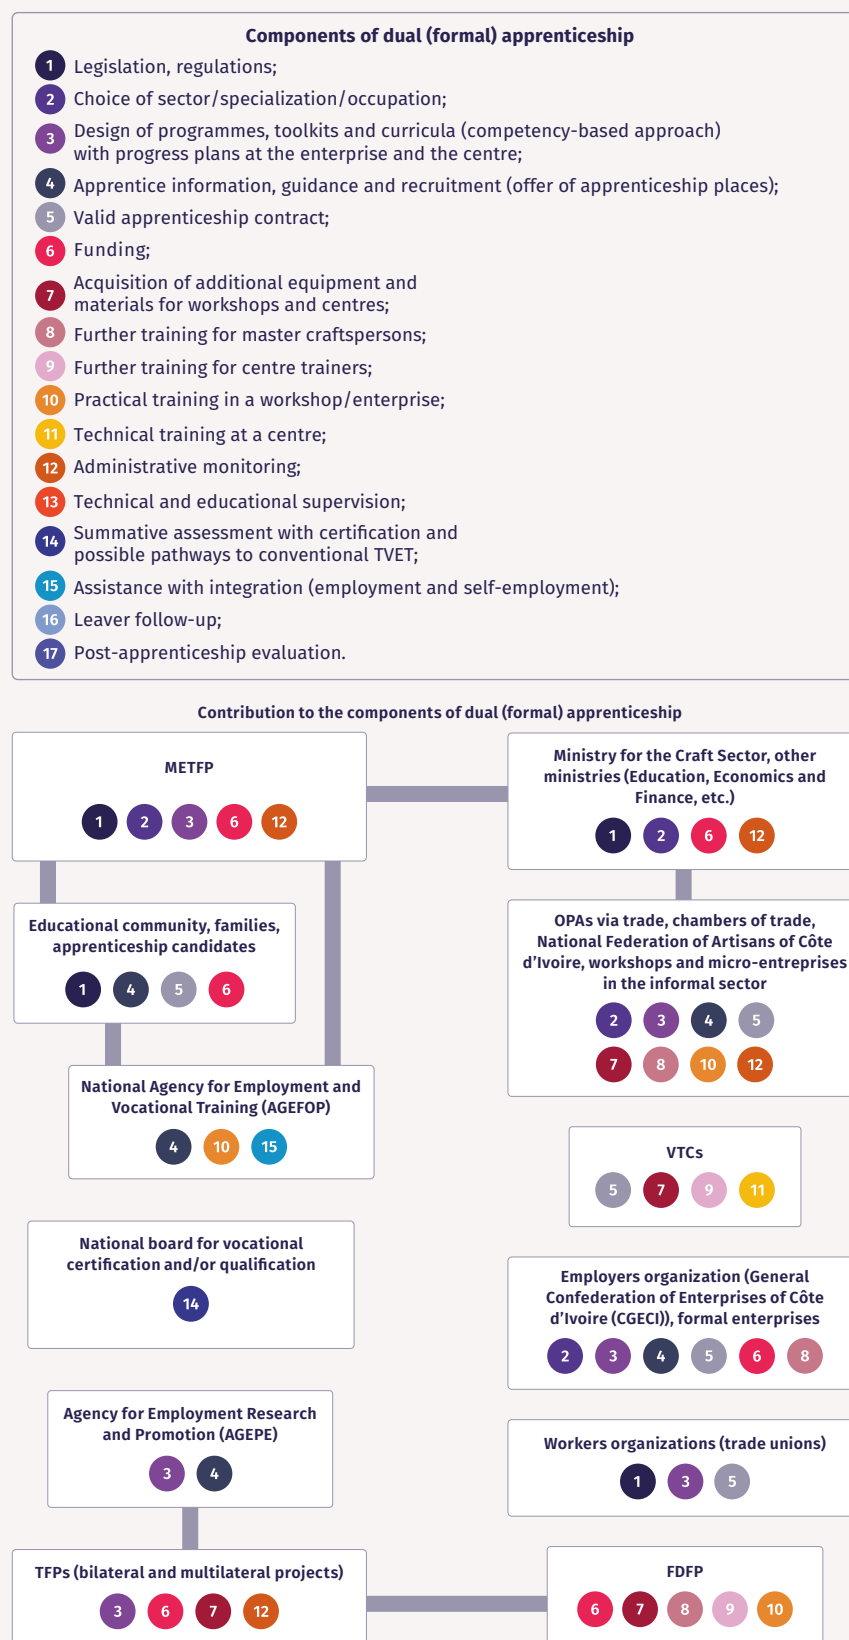 Components of dual (formal) apprenticeship
1 Legislation, regulations;
2 Choice of sector/specialization/occupation;
3 Design of programmes, toolkits and curricula (competency-based approach)
with progress plans at the enterprise and the centre;
4 Apprentice information, guidance and recruitment (offer of apprenticeship places);
5 Valid apprenticeship contract;
6 Funding;
7 Acquisition of additional equipment and
materials for workshops and centres;
8 Further training for master craftspersons;
9 Further training for centre trainers;
10 Practical training in a workshop/enterprise;
11 Technical training at a centre;
12 Administrative monitoring;
13 Technical and educational supervision;
14 Summative assessment with certification and
possible pathways to conventional TVET;
15 Assistance with integration (employment and self-employment);
16 Leaver follow-up;
17 Post-apprenticeship evaluation.
Contribution to the components of dual (formal) apprenticeship
METFP
1 2 3 6 12
Ministry for the Craft Sector, other
ministries (Education, Economics and
Finance, etc.)
1 2 6 12
Educational community, families,
apprenticeship candidates
1 4 5 6
OPAs via trade, chambers of trade,
National Federation of Artisans of Côte
d'Ivoire, workshops and micro-entreprises
in the informal sector
2 3 4 5
7 8 10 12
National Agency for Employment and
Vocational Training (AGEFOP)
4 10 15
VTCs
5 7 9 11
National board for vocational
certification and/or qualification
14
Employers organization (General
Confederation of Enterprises of Côte
d'Ivoire (CGECI)), formal enterprises
2 3 4 5 6 8
Agency for Employment Research
and Promotion (AGEPE)
3 4
Workers organizations (trade unions)
1 3 5
TFPs (bilateral and multilateral projects)
3 6 7 12
FDFP
6 7 8 9 10